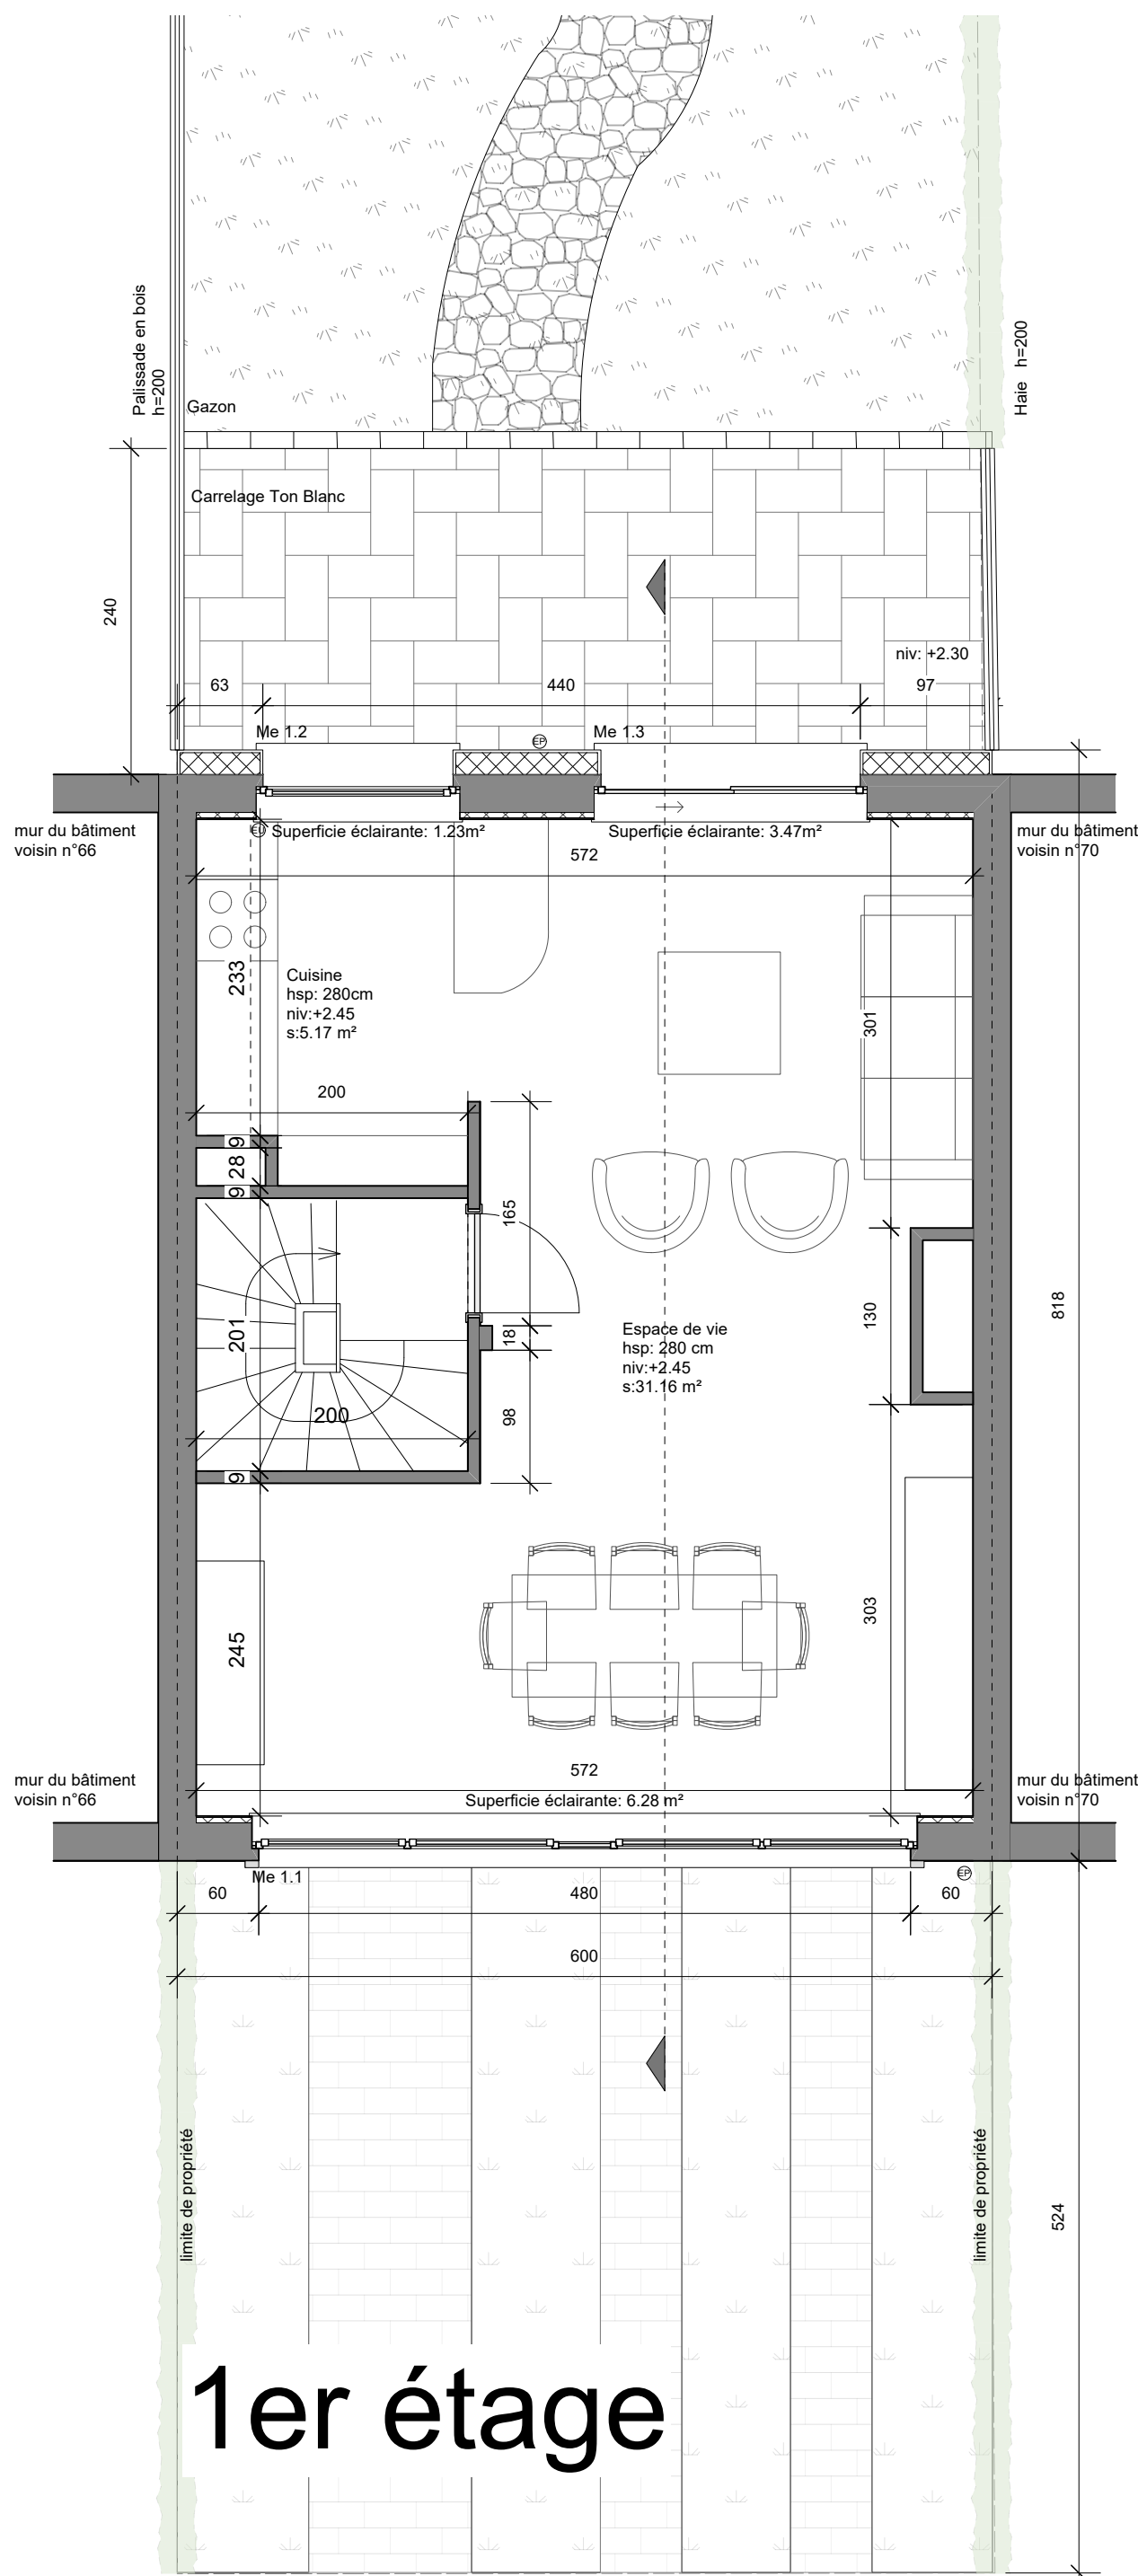 Palissade en bois
h=200
Haie   h=200
Gazon
Carrelage Ton Blanc
240
niv: +2.30
63
440
97
Me 1.2
EP
Me 1.3
mur du bâtiment
voisin n°66
EU
Superficie éclairante: 1.23m²
Superficie éclairante: 3.47m²
mur du bâtiment
voisin n°70
572
233
Cuisine
hsp: 280cm
niv:+2.45
s:5.17 m²
301
200
9
28
9
165
201
18
130
818
Espace de vie
hsp: 280 cm
niv:+2.45
s:31.16 m²
200
98
9
303
245
572
mur du bâtiment
voisin n°66
Superficie éclairante: 6.28 m²
mur du bâtiment
voisin n°70
Me 1.1
EP
60
480
60
600
limite de propriété
limite de propriété
524
1er étage